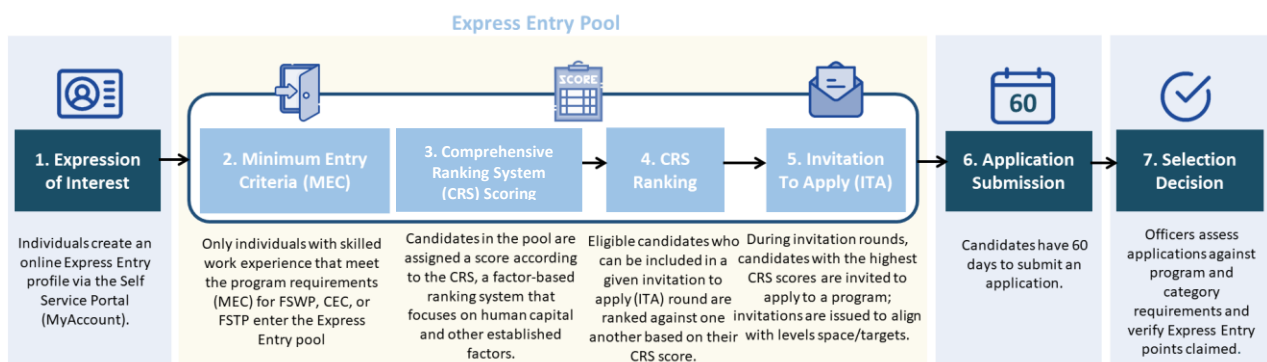 Express Entry Pool
SCORE
60
1. Expression
of Interest
2. Minimum Entry
Criteria (MEC)
3. Comprehensive
Ranking System
(CRS) Scoring
4. CRS
Ranking
5. Invitation
To Apply (ITA)
6. Application
Submission
7. Selection
Decision
Individuals create an
online Express Entry
profile via the Self
Service Portal
(MyAccount).
Only individuals with skilled
work experience that meet
the program requirements
(MEC) for FSWP, CEC, or
FSTP enter the Express
Entry pool
Candidates in the pool are
assigned a score according
to the CRS, a factor-based
ranking system that
focuses on human capital
and other established
factors.
Eligible candidates who
can be included in a
given invitation to
apply (ITA) round are
ranked against one
another based on their
CRS score.
During invitation rounds,
candidates with the highest
CRS scores are invited to
apply to a program;
invitations are issued to align
with levels space/targets.
Candidates have 60
days to submit an
application.
Officers assess
applications against
program and
category
requirements and
verify Express Entry
points claimed.